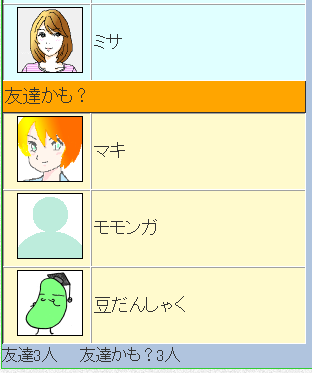 ミサ
友達かも？
マキ
モモンガ
豆だんしゃく
友達3人 友達かも？3人